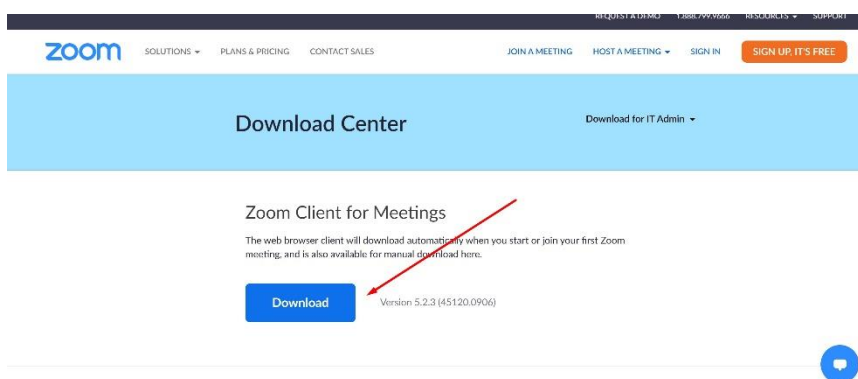 REQUEST A DEMO 1.888.799.9666 RESOURCES SUPPORT
zoom SOLUTIONS PLANS & PRICING CONTACT SALES JOIN A MEETING HOST A MEETING SIGN IN SIGN UP, IT'S FREE
Download Center Download for IT Admin
Zoom Client for Meetings
The web browser client will download automatically when you start or join your first Zoom
meeting, and is also available for manual download here.
Download Version 5.2.3 (45120.0906)